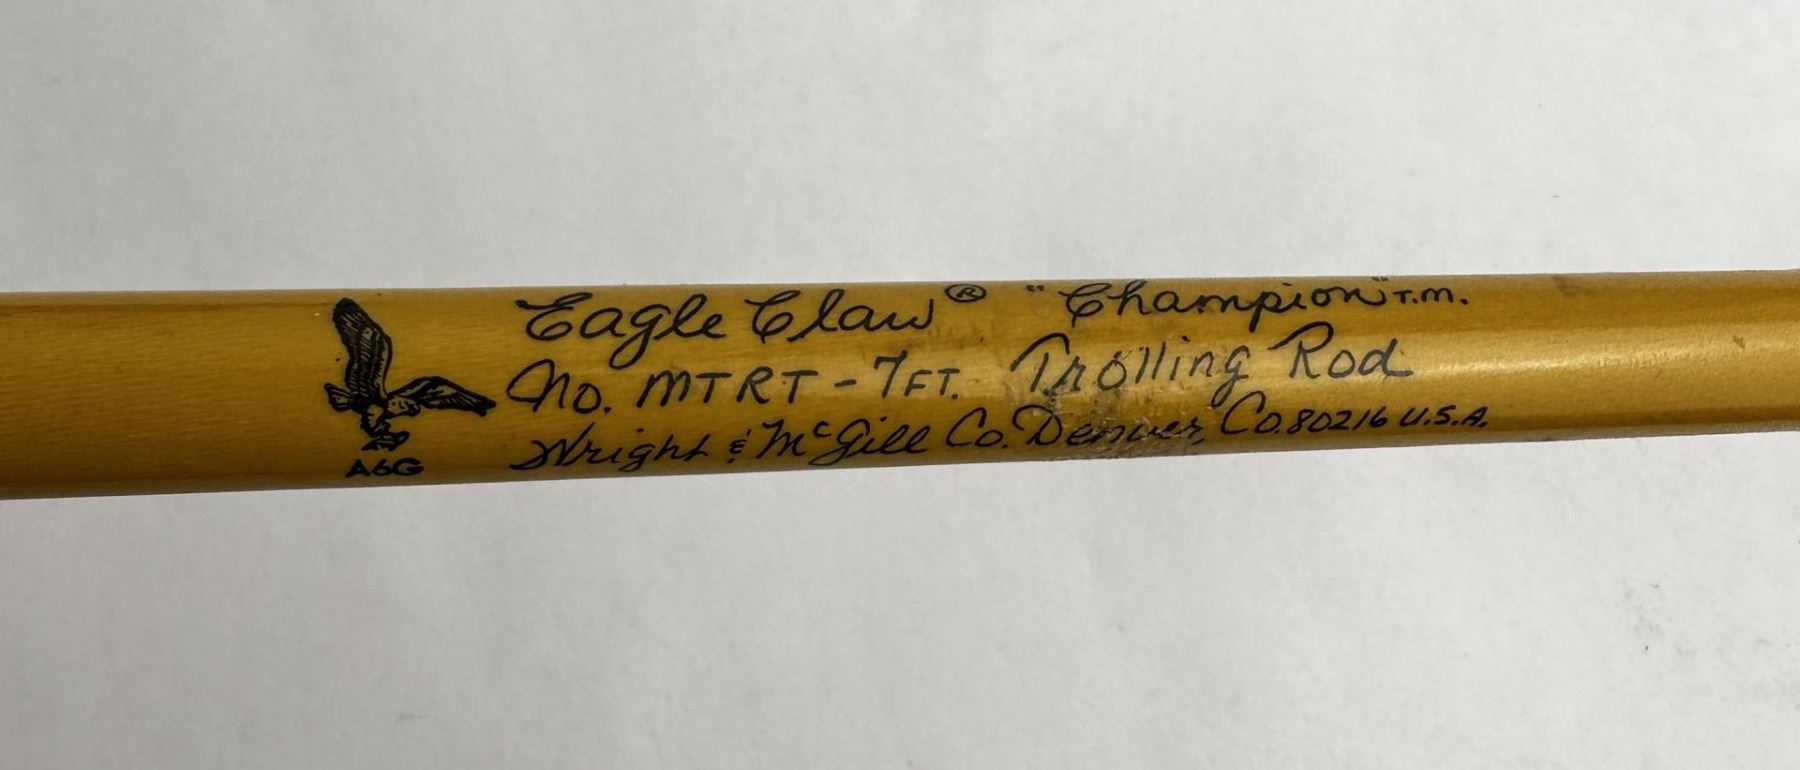 Eagle Claw® "Champion" T.M.
No. MTRT - 7FT. Trolling Rod
Wright & McGill Co. Denver, Co. 80216 U.S.A.
A6G